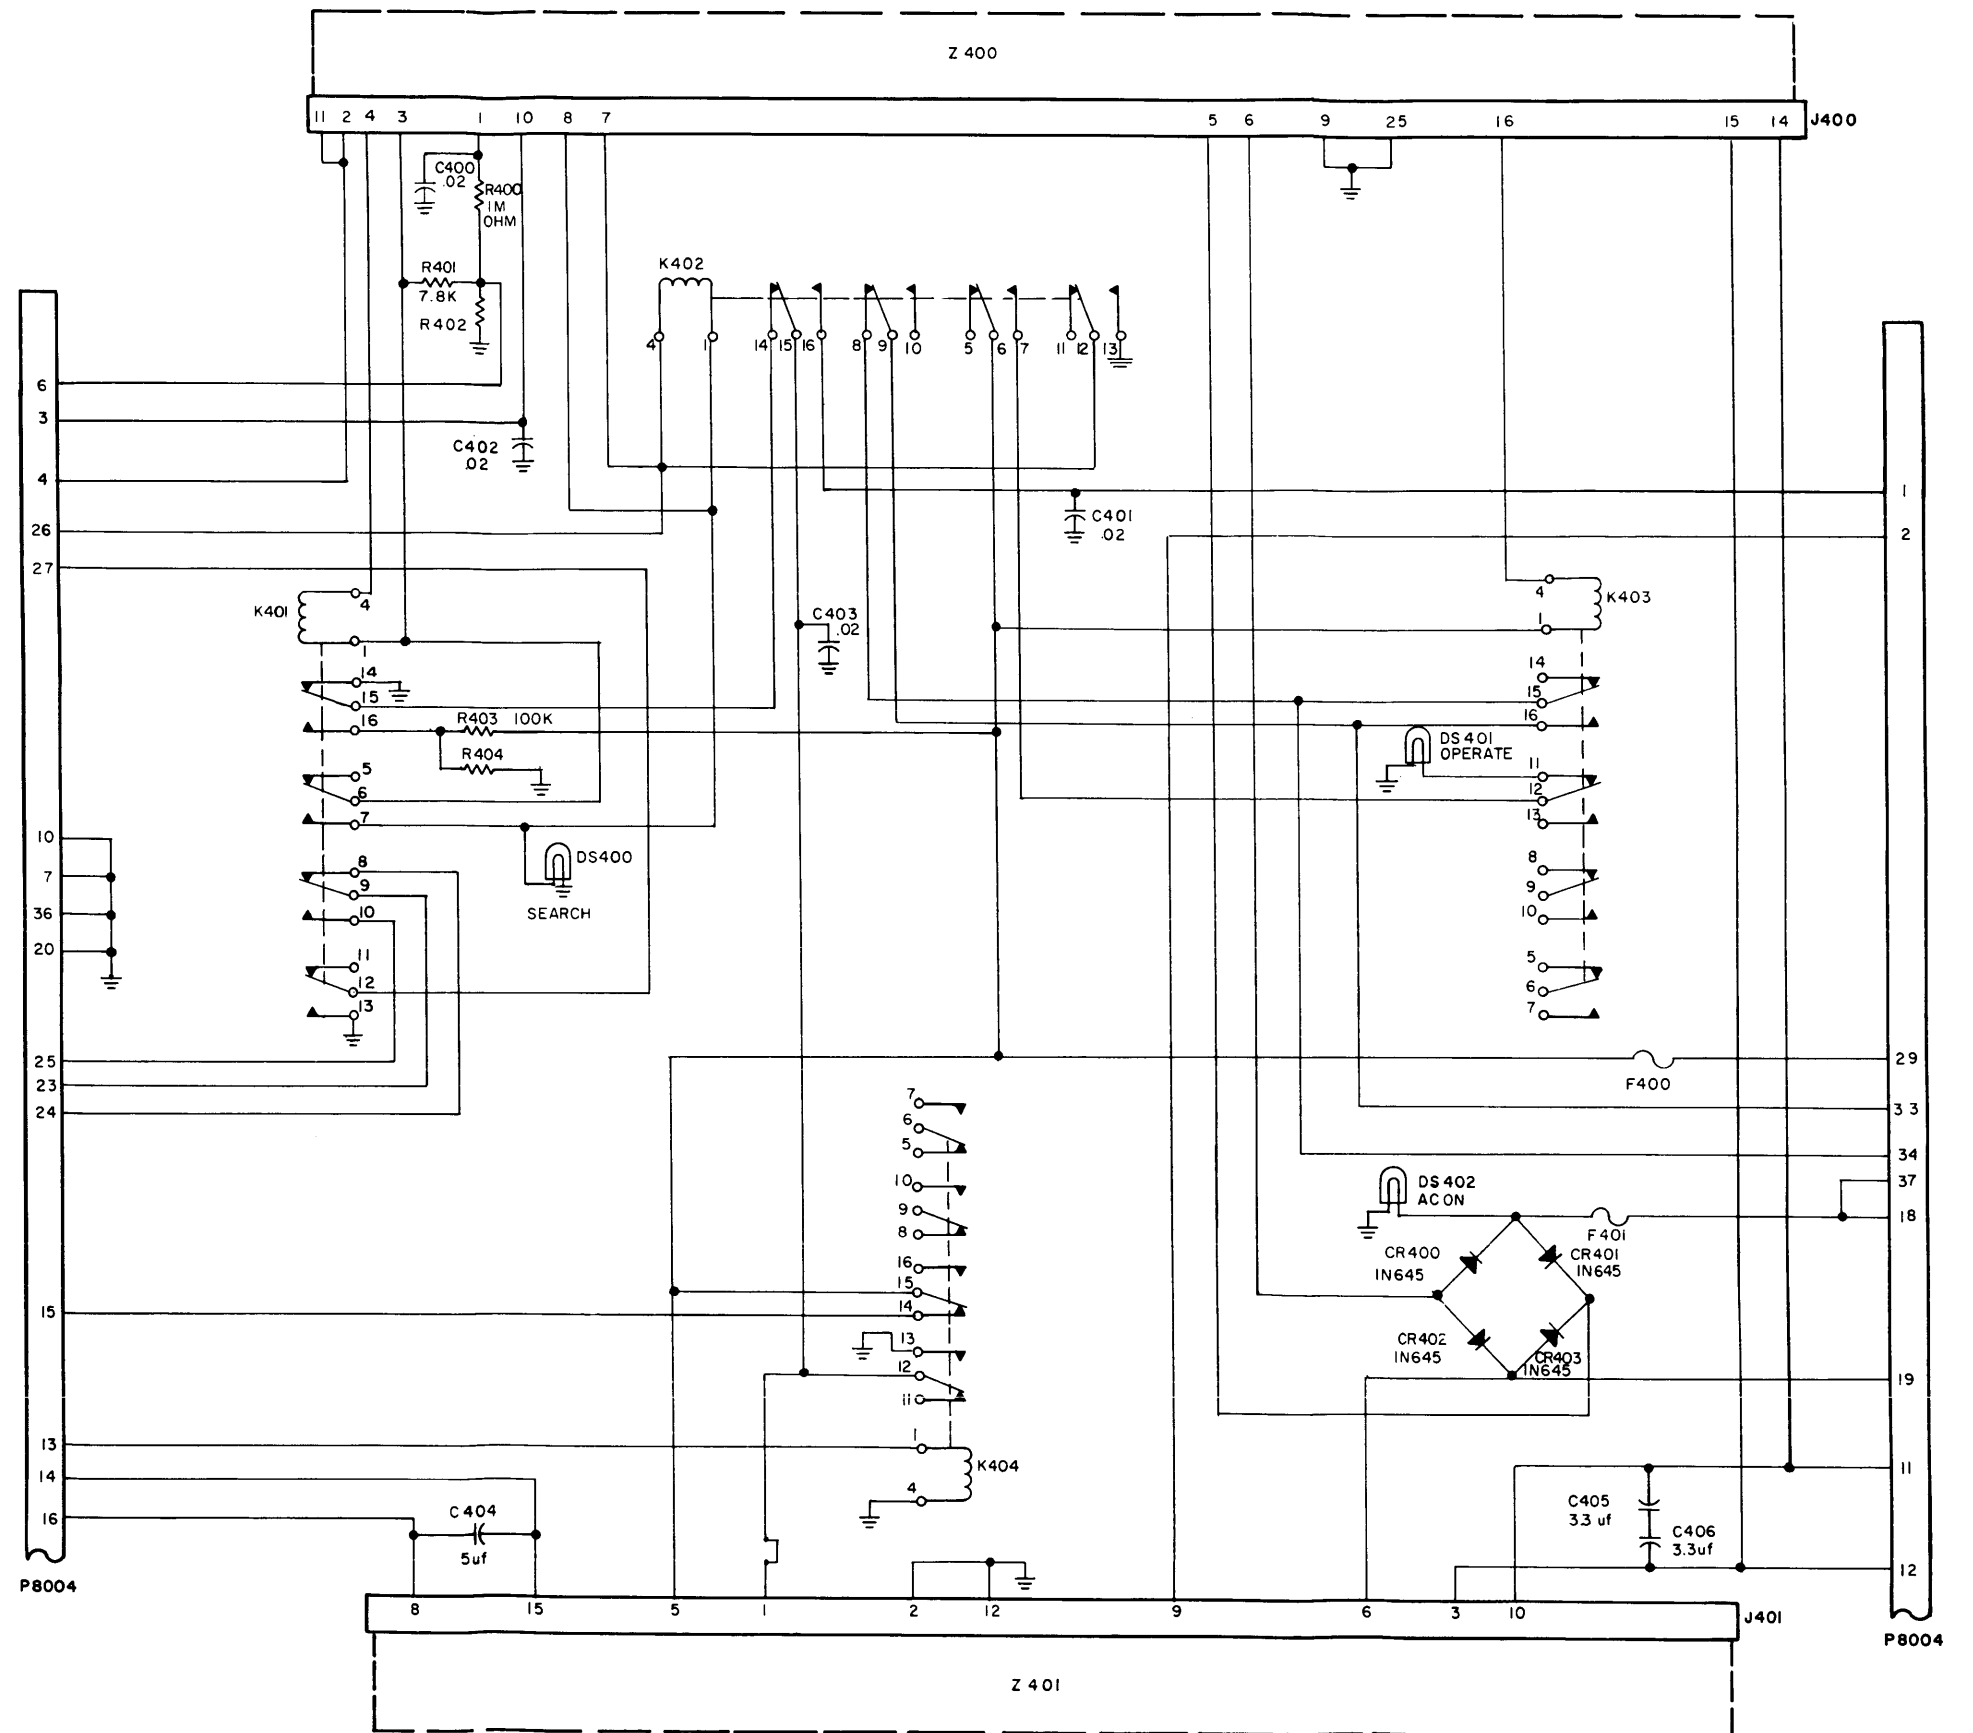 Z 400
11 2 4 3 1 10 8 7 5 6 9 25 16 15 14 J400
C400
.02
R400
1M
OHM
R401
7.8K
R402
K402
4 1 14 15 16 8 9 10 5 6 7 11 12 13
6
3
C402
.02
4
26
27
C401
.02
1
2
K401
4
1
14
15
16
5
6
7
8
9
10
11
12
13
R403 100K
R404
C403
.02
DS400
SEARCH
K403
4
1
14
15
16
11
12
13
8
9
10
5
6
7
DS401
OPERATE
10
7
36
20
25
23
24
F400
29
33
34
37
18
DS402
AC ON
F401
CR400
1N645
CR401
1N645
CR402
1N645
CR403
1N645
19
7
6
5
10
9
8
16
15
14
13
12
11
1
4
K404
15
13
14
16
C404
5uf
C405
3.3 uf
C406
3.3uf
11
12
P8004
P8004
8 15 5 1 2 12 9 6 3 10 J401
Z 401